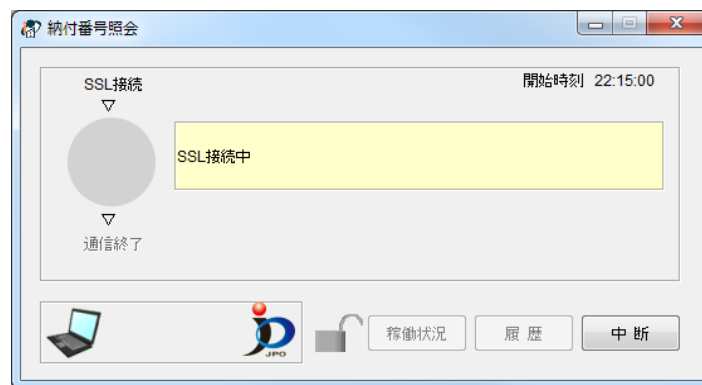 納付番号照会
SSL接続
開始時刻 22:15:00
▽
SSL接続中
▽
通信終了
JPO
稼働状況
履 歴
中 断